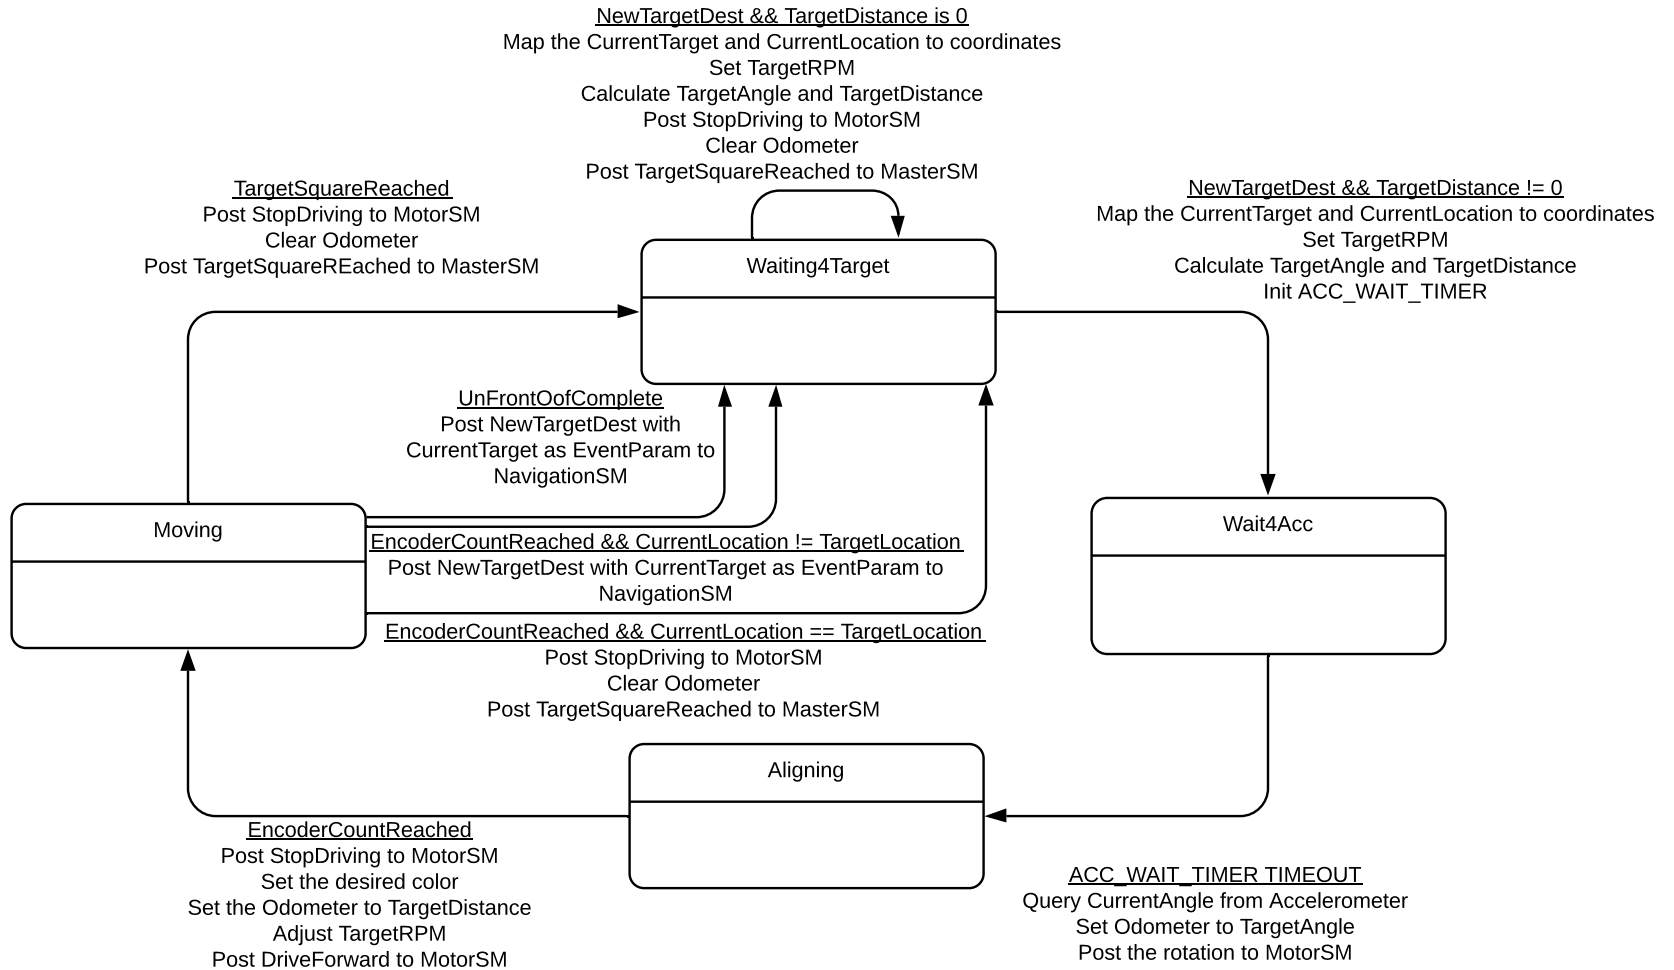 NewTargetDest && TargetDistance is 0
Map the CurrentTarget and CurrentLocation to coordinates
Set TargetRPM
Calculate TargetAngle and TargetDistance
Post StopDriving to MotorSM
Clear Odometer
Post TargetSquareReached to MasterSM
TargetSquareReached
Post StopDriving to MotorSM
Clear Odometer
Post TargetSquareREached to MasterSM
NewTargetDest && TargetDistance != 0
Map the CurrentTarget and CurrentLocation to coordinates
Set TargetRPM
Calculate TargetAngle and TargetDistance
Init ACC_WAIT_TIMER
Waiting4Target
UnFrontOofComplete
Post NewTargetDest with
CurrentTarget as EventParam to
NavigationSM
Moving
Wait4Acc
EncoderCountReached && CurrentLocation != TargetLocation
Post NewTargetDest with CurrentTarget as EventParam to
NavigationSM
EncoderCountReached && CurrentLocation == TargetLocation
Post StopDriving to MotorSM
Clear Odometer
Post TargetSquareReached to MasterSM
Aligning
EncoderCountReached
Post StopDriving to MotorSM
Set the desired color
Set the Odometer to TargetDistance
Adjust TargetRPM
Post DriveForward to MotorSM
ACC_WAIT_TIMER TIMEOUT
Query CurrentAngle from Accelerometer
Set Odometer to TargetAngle
Post the rotation to MotorSM